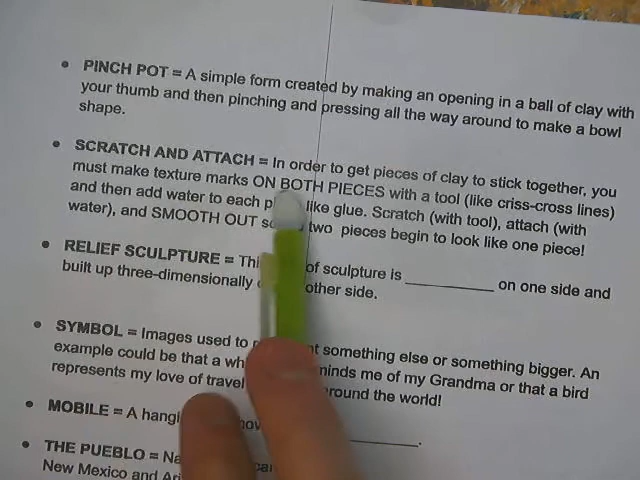 • PINCH POT = A simple form created by making an opening in a ball of clay with
your thumb and then pinching and pressing all the way around to make a bowl
shape.
• SCRATCH AND ATTACH = In order to get pieces of clay to stick together, you
must make texture marks ON BOTH PIECES with a tool (like criss-cross lines)
and then add water to each like glue. Scratch (with tool), attach (with
water), and SMOOTH OUT two pieces begin to look like one piece!
• RELIEF SCULPTURE = of sculpture is __________ on one side and
built up three-dimensionally other side.
• SYMBOL = Images used to something else or something bigger. An
example could be that a me of my Grandma or that a bird
represents my love of travel around the world!
• MOBILE = A __________.
• THE PUEBLO =
New Mexico and